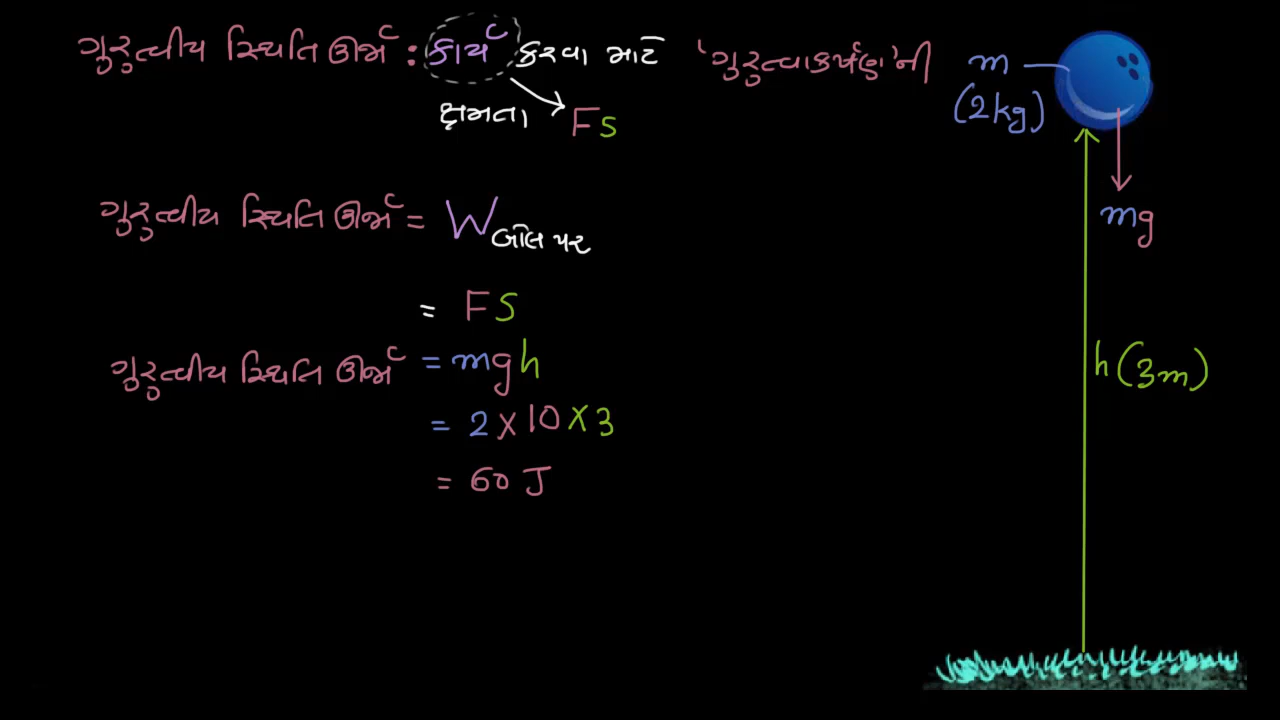 ગુરુત્વીય સ્થિતિ ઊર્જા : કાર્ય કરવા માટે 'ગુરુત્વાકર્ષણ'ની
ક્ષમતા
FS
m
(2kg)
mg
ગુરુત્વીય સ્થિતિ ઊર્જા = W બોલ પર
= FS
ગુરુત્વીય સ્થિતિ ઊર્જા = mgh
h (3m)
= 2 × 10 × 3
= 60 J